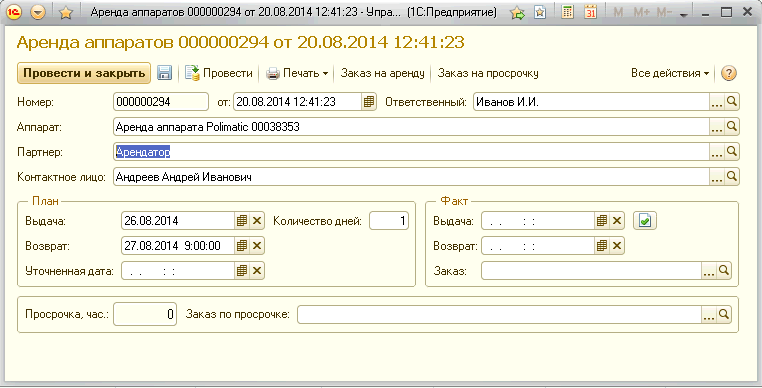 Аренда аппаратов 000000294 от 20.08.2014 12:41:23 - Упра... (1С:Предприятие)
M M+ M-
Аренда аппаратов 000000294 от 20.08.2014 12:41:23
Провести и закрыть Провести Печать Заказ на аренду Заказ на просрочку Все действия ?
Номер: 000000294 от: 20.08.2014 12:41:23 Ответственный: Иванов И.И. ...
Аппарат: Аренда аппарата Polimatic 00038353 ...
Партнер: Арендатор ...
Контактное лицо: Андреев Андрей Иванович ...
План
Выдача: 26.08.2014 Количество дней: 1
Возврат: 27.08.2014 9:00:00
Уточненная дата: . . : :
Факт
Выдача: . . : :
Возврат: . . : :
Заказ: ...
Просрочка, час.: 0 Заказ по просрочке: ...